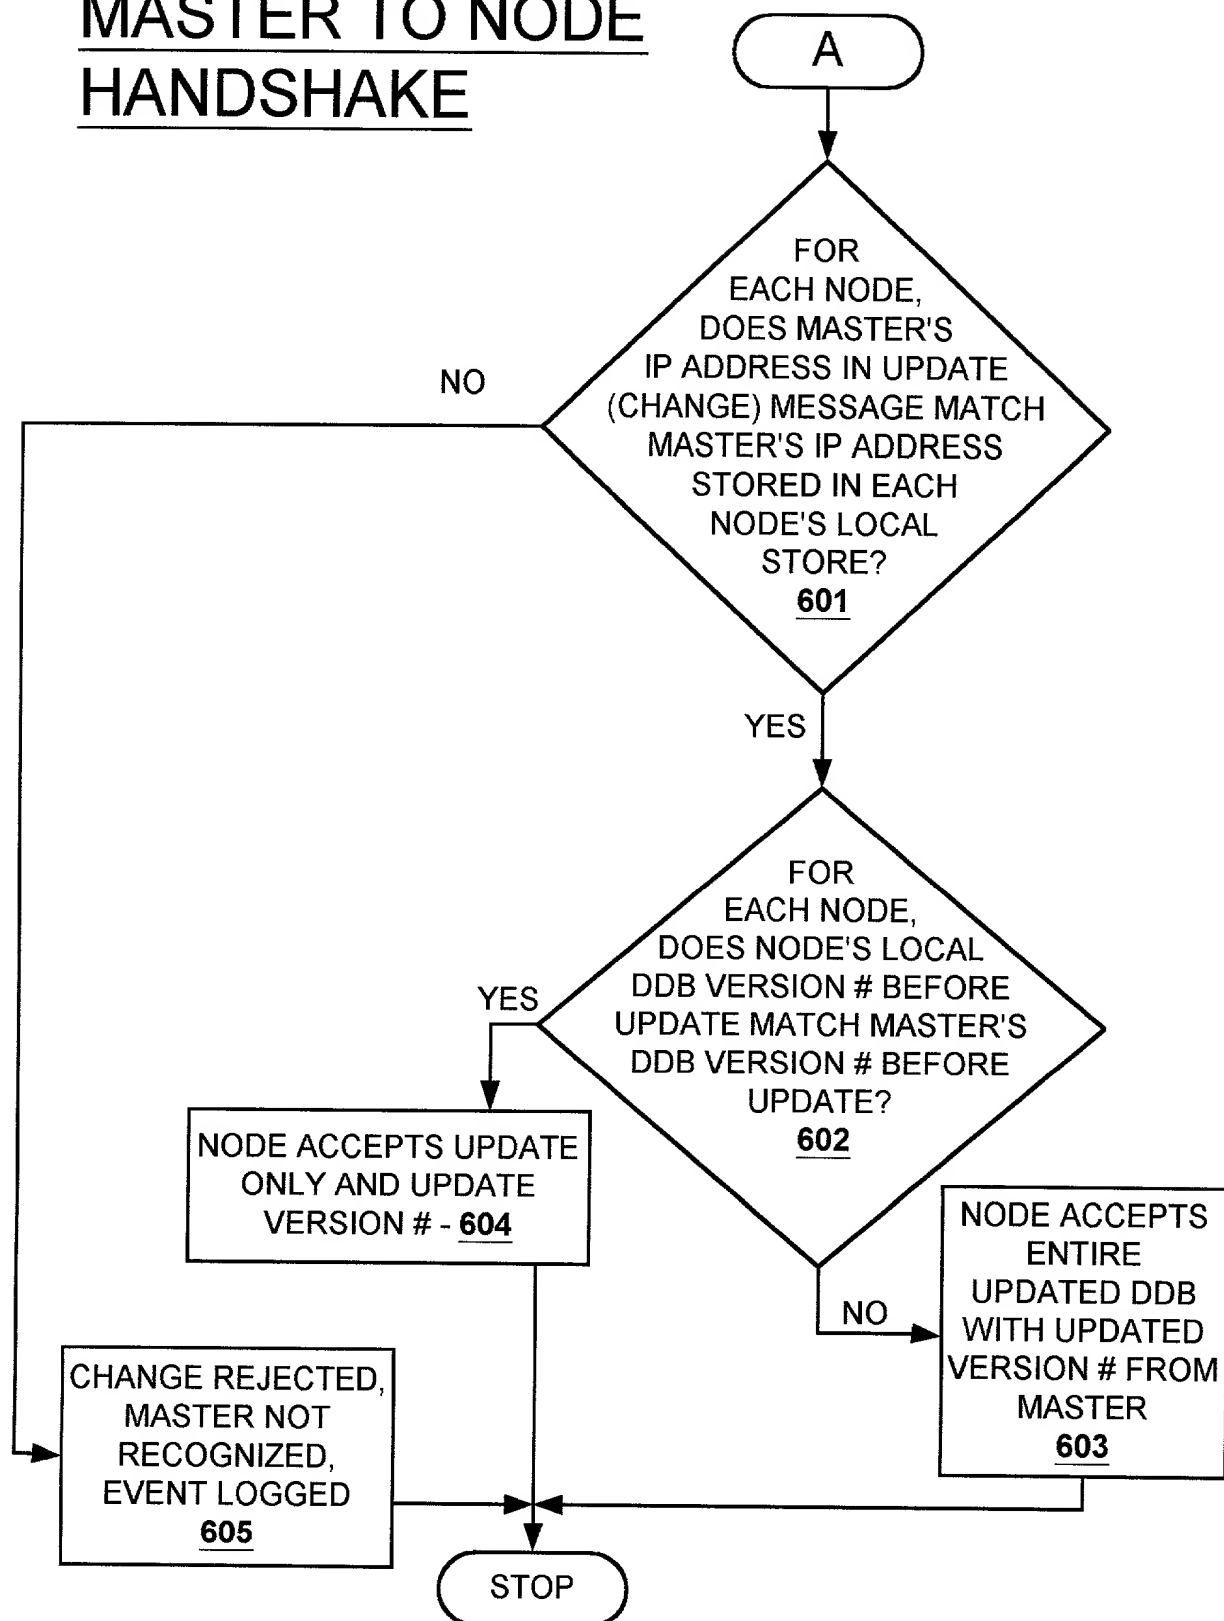 MASTER TO NODE
HANDSHAKE
A
FOR
EACH NODE,
DOES MASTER'S
IP ADDRESS IN UPDATE
(CHANGE) MESSAGE MATCH
MASTER'S IP ADDRESS
STORED IN EACH
NODE'S LOCAL
STORE?
601
NO
YES
FOR
EACH NODE,
DOES NODE'S LOCAL
DDB VERSION # BEFORE
UPDATE MATCH MASTER'S
DDB VERSION # BEFORE
UPDATE?
602
YES
NODE ACCEPTS UPDATE
ONLY AND UPDATE
VERSION # - 604
NO
NODE ACCEPTS
ENTIRE
UPDATED DDB
WITH UPDATED
VERSION # FROM
MASTER
603
CHANGE REJECTED,
MASTER NOT
RECOGNIZED,
EVENT LOGGED
605
STOP